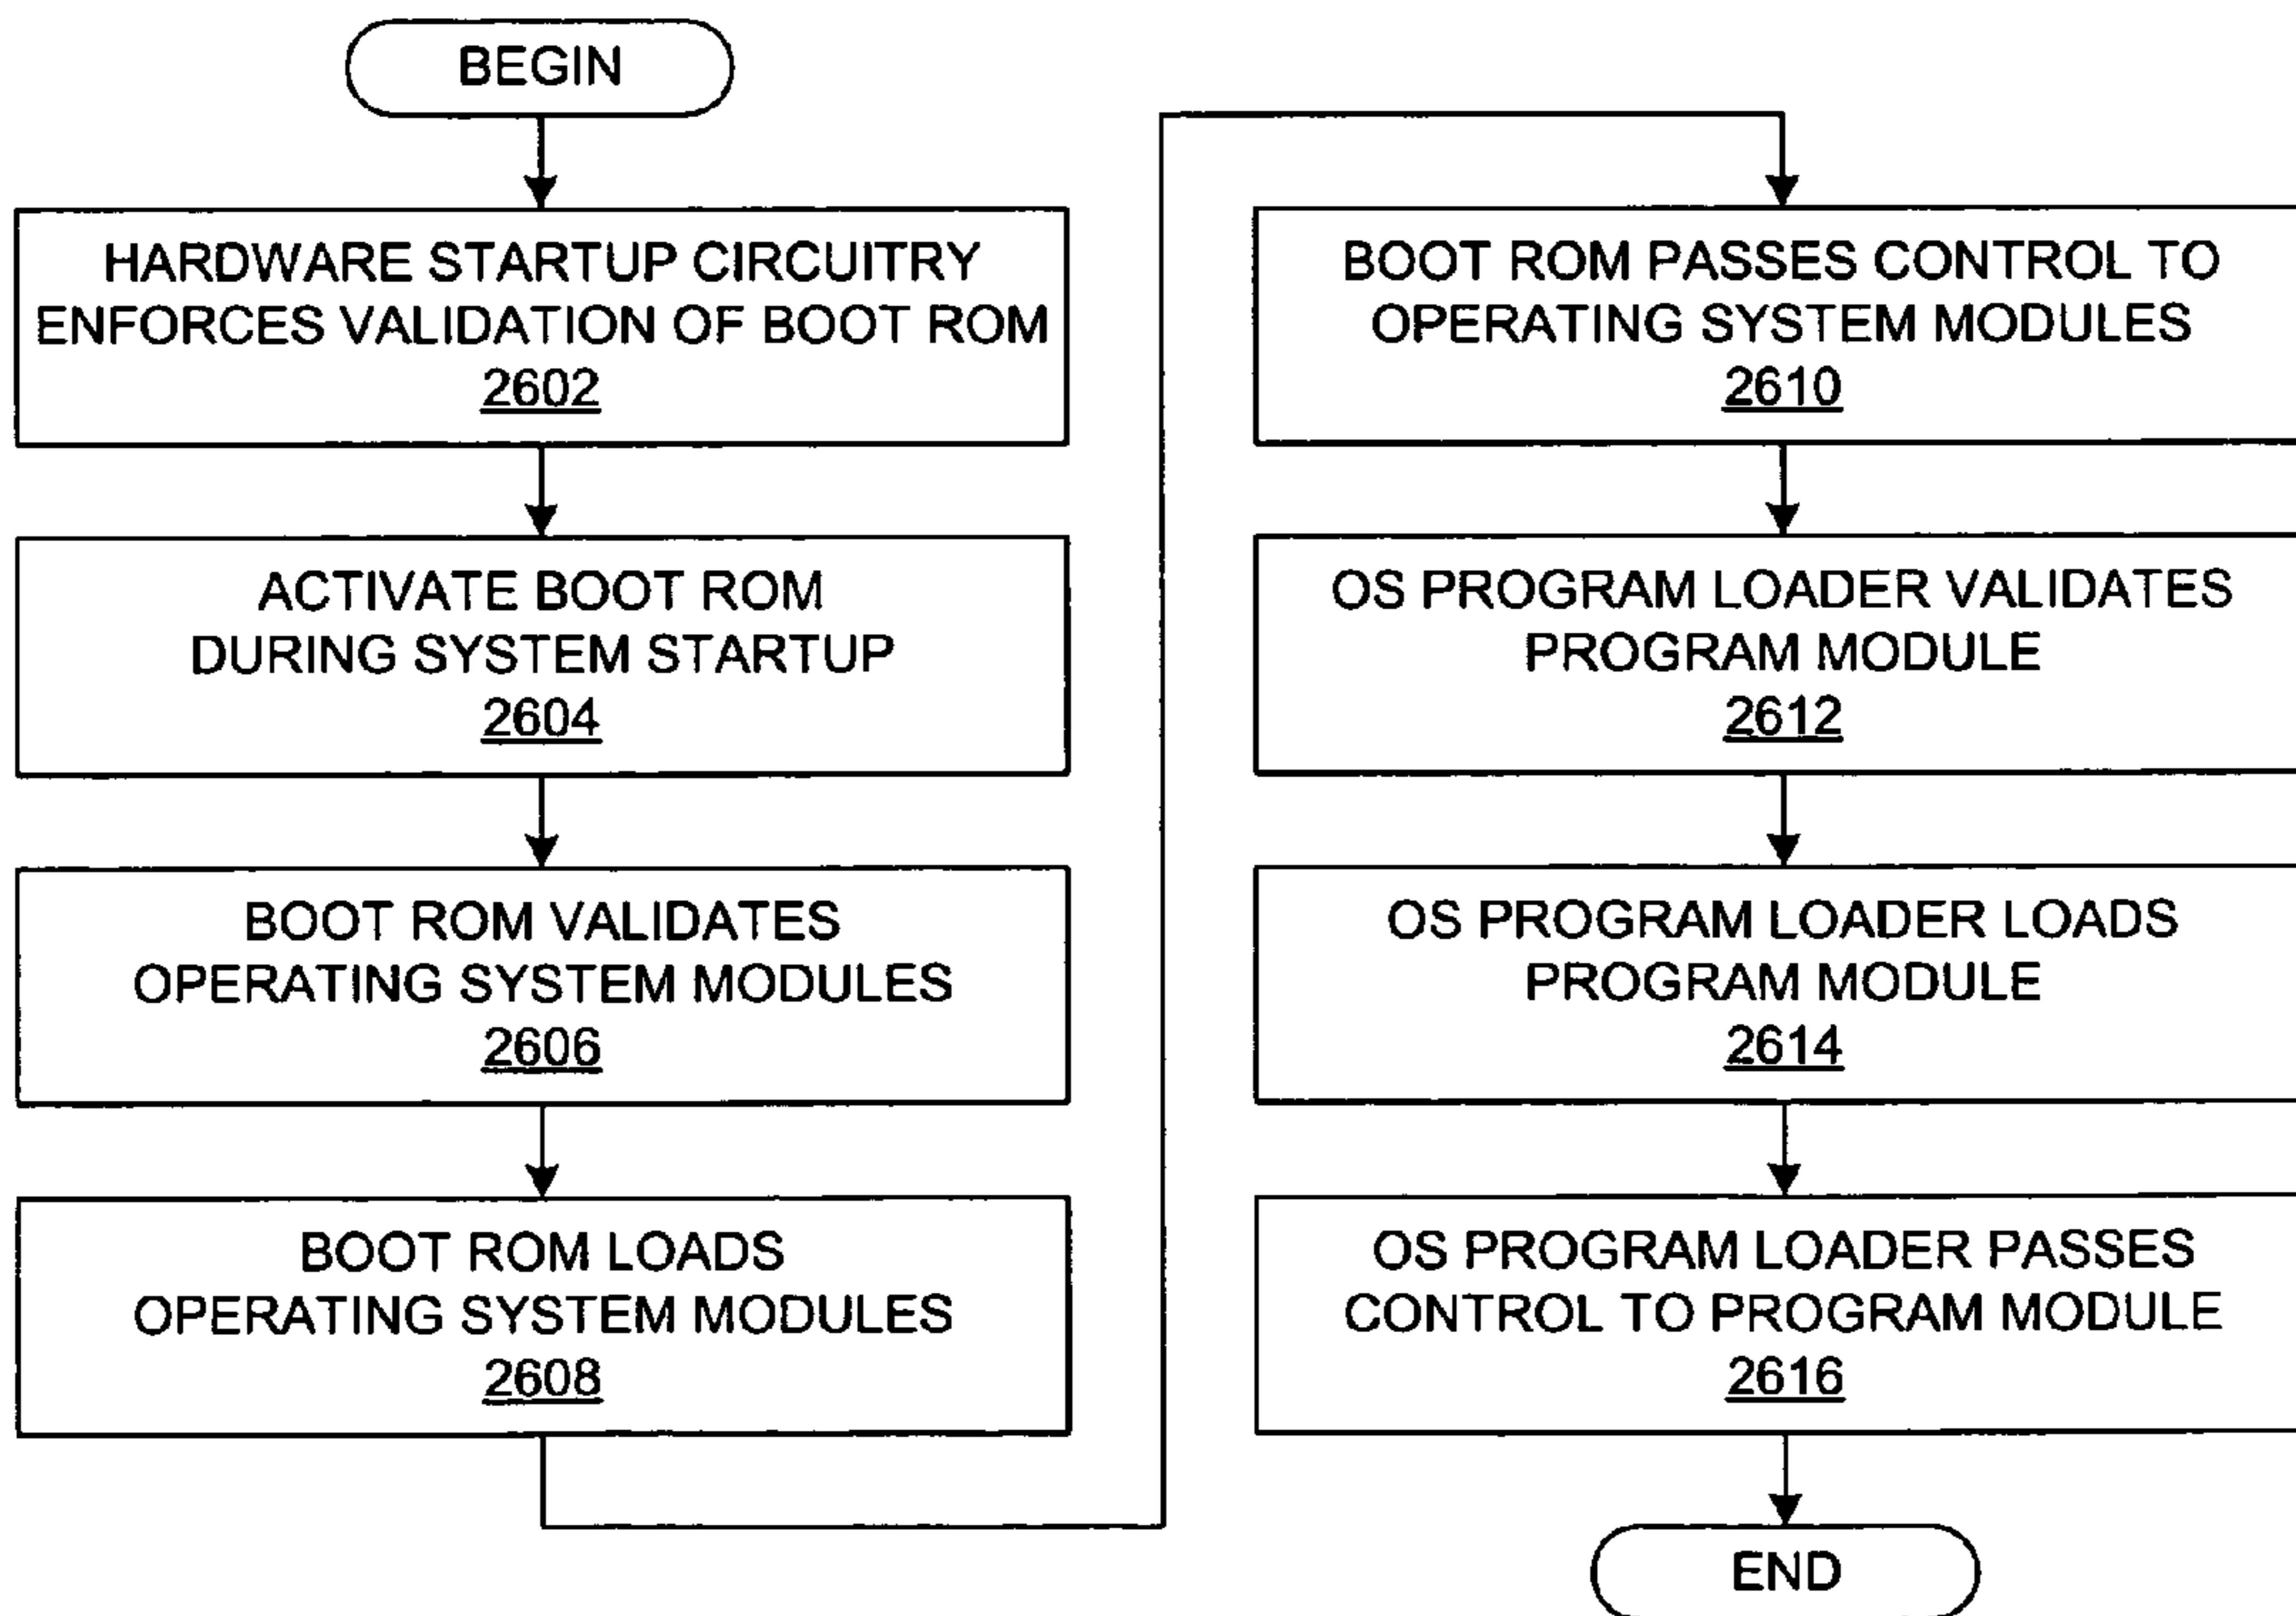 BEGIN
HARDWARE STARTUP CIRCUITRY
ENFORCES VALIDATION OF BOOT ROM
2602
ACTIVATE BOOT ROM
DURING SYSTEM STARTUP
2604
BOOT ROM VALIDATES
OPERATING SYSTEM MODULES
2606
BOOT ROM LOADS
OPERATING SYSTEM MODULES
2608
BOOT ROM PASSES CONTROL TO
OPERATING SYSTEM MODULES
2610
OS PROGRAM LOADER VALIDATES
PROGRAM MODULE
2612
OS PROGRAM LOADER LOADS
PROGRAM MODULE
2614
OS PROGRAM LOADER PASSES
CONTROL TO PROGRAM MODULE
2616
END